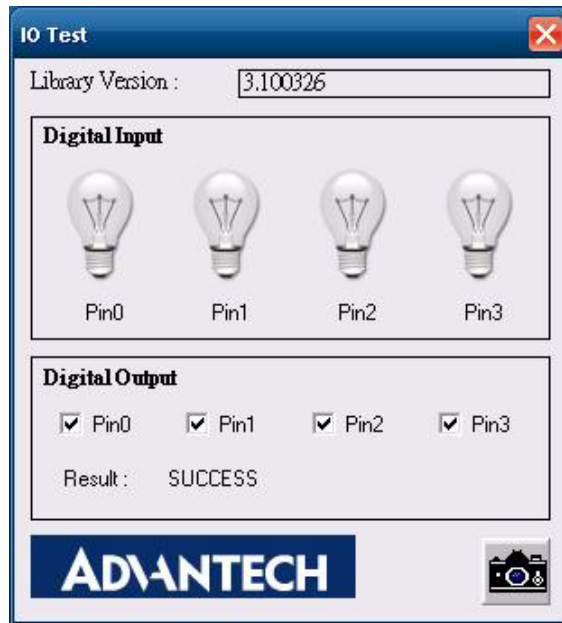 IO Test
Library Version : 3.100326
Digital Input
Pin0 Pin1 Pin2 Pin3
Digital Output
Pin0 Pin1 Pin2 Pin3
Result : SUCCESS
ADVANTECH